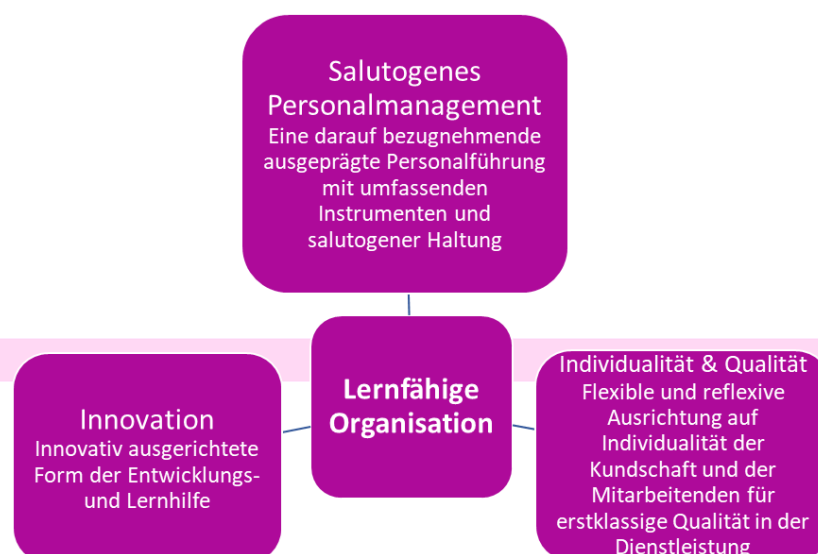 Salutogenes
Personalmanagement
Eine darauf bezugnehmende
ausgeprägte Personalführung
mit umfassenden
Instrumenten und
salutogener Haltung
Lernfähige
Organisation
Innovation
Innovativ ausgerichtete
Form der Entwicklungs-
und Lernhilfe
Individualität & Qualität
Flexible und reflexive
Ausrichtung auf
Individualität der
Kundschaft und der
Mitarbeitenden für
erstklassige Qualität in der
Dienstleistung